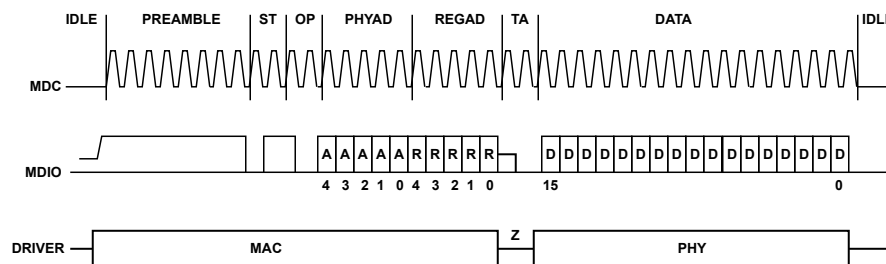 IDLE PREAMBLE ST OP PHYAD REGAD TA DATA IDL
MDC
A A A A A R R R R R D D D D D D D D D D D D D D D D D
MDIO
4 3 2 1 0 4 3 2 1 0 15 0
Z
DRIVER MAC PHY